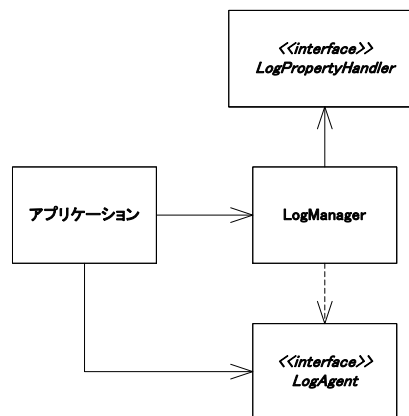 <<interface>>
LogPropertyHandler
アプリケーション
LogManager
<<interface>>
LogAgent